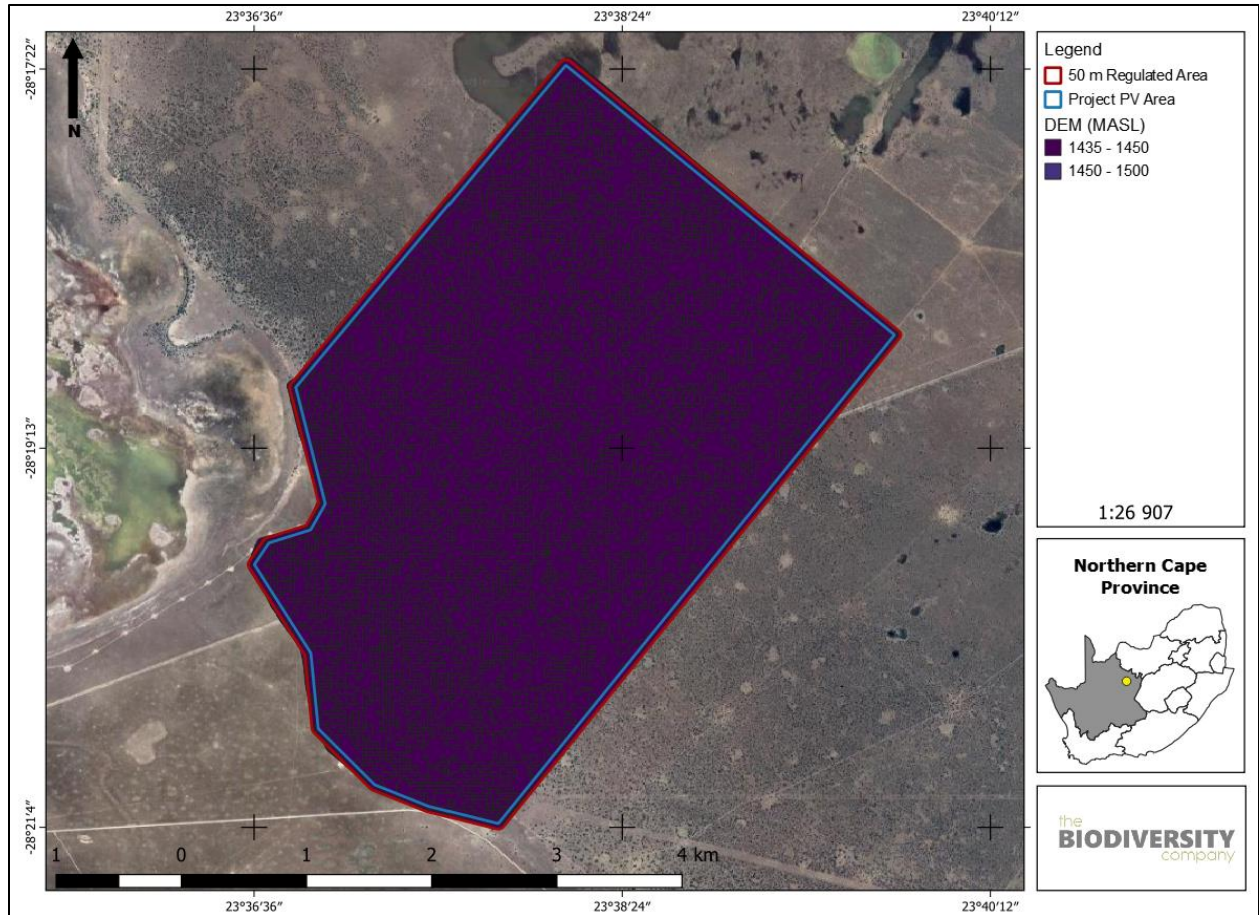 23°36′36″
23°38′24″
23°40′12″
-28°17′22″
-28°19′13″
-28°21′4″
N
1 0 1 2 3 4 km
23°36′36″
23°38′24″
23°40′12″
Legend
50 m Regulated Area
Project PV Area
DEM (MASL)
1435 - 1450
1450 - 1500
1:26 907
Northern Cape
Province
the
BIODIVERSITY
company